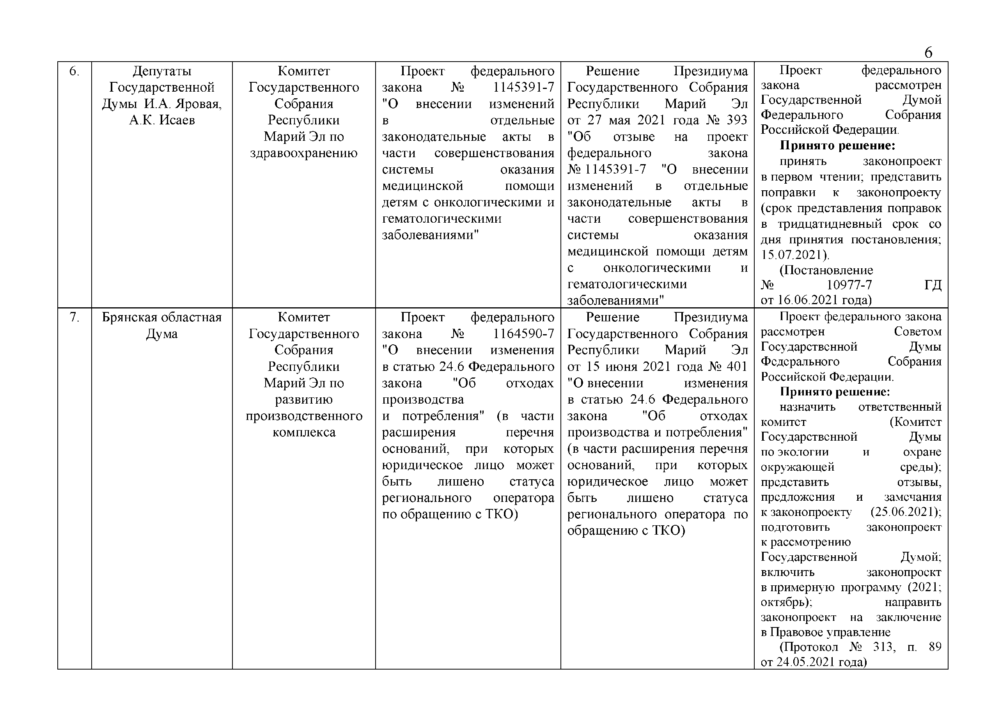 6
6.
Депутаты
Государственной
Думы И.А. Яровая,
А.К. Исаев
Комитет
Государственного
Собрания
Республики
Марий Эл по
здравоохранению
Проект федерального
закона № 1145391-7
"О внесении изменений
в отдельные
законодательные акты в
части совершенствования
системы оказания
медицинской помощи
детям с онкологическими и
гематологическими
заболеваниями"
Решение Президиума
Государственного Собрания
Республики Марий Эл
от 27 мая 2021 года № 393
"Об отзыве на проект
федерального закона
№ 1145391-7 "О внесении
изменений в отдельные
законодательные акты в
части совершенствования
системы оказания
медицинской помощи детям
с онкологическими и
гематологическими
заболеваниями"
Проект федерального
закона рассмотрен
Государственной Думой
Федерального Собрания
Российской Федерации.
Принято решение:
принять законопроект
в первом чтении; представить
поправки к законопроекту
(срок представления поправок
в тридцатидневный срок со
дня принятия постановления;
15.07.2021).
(Постановление
№ 10977-7 ГД
от 16.06.2021 года)
7.
Брянская областная
Дума
Комитет
Государственного
Собрания
Республики
Марий Эл по
развитию
производственного
комплекса
Проект федерального
закона № 1164590-7
"О внесении изменения
в статью 24.6 Федерального
закона "Об отходах
производства
и потребления" (в части
расширения перечня
оснований, при которых
юридическое лицо может
быть лишено статуса
регионального оператора
по обращению с ТКО)
Решение Президиума
Государственного Собрания
Республики Марий Эл
от 15 июня 2021 года № 401
"О внесении изменения
в статью 24.6 Федерального
закона "Об отходах
производства и потребления"
(в части расширения перечня
оснований, при которых
юридическое лицо может
быть лишено статуса
регионального оператора по
обращению с ТКО)
Проект федерального закона
рассмотрен Советом
Государственной Думы
Федерального Собрания
Российской Федерации.
Принято решение:
назначить ответственный
комитет (Комитет
Государственной Думы
по экологии и охране
окружающей среды);
представить отзывы,
предложения и замечания
к законопроекту (25.06.2021);
подготовить законопроект
к рассмотрению
Государственной Думой;
включить законопроект
в примерную программу (2021;
октябрь); направить
законопроект на заключение
в Правовое управление
(Протокол № 313, п. 89
от 24.05.2021 года)